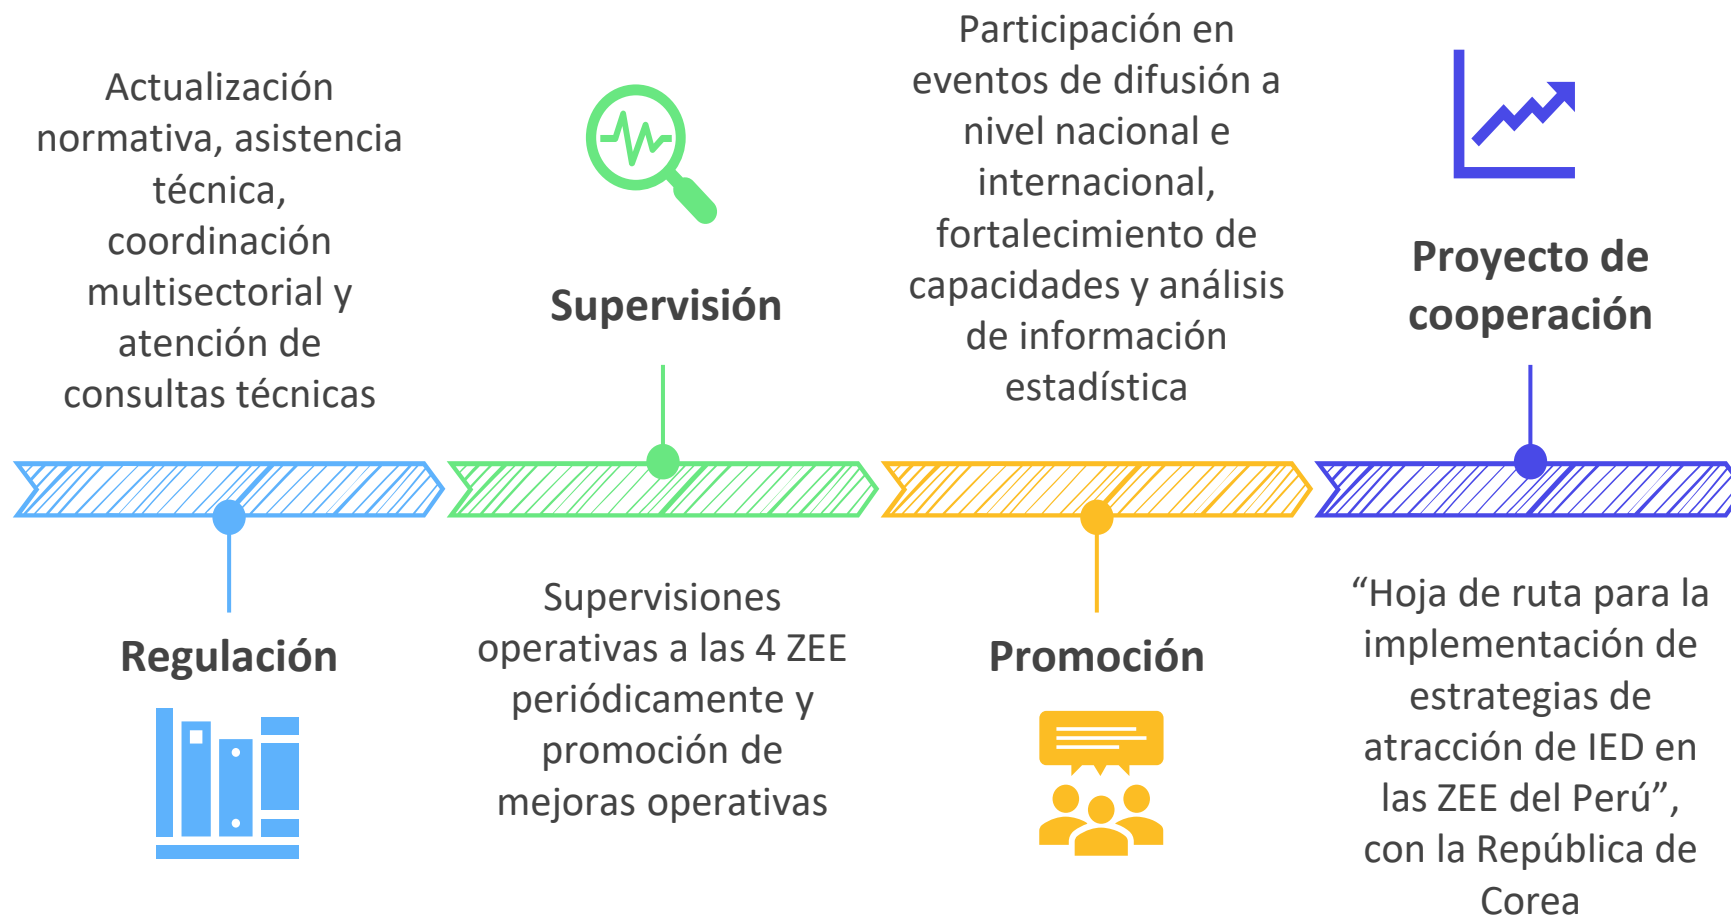 Actualización
normativa, asistencia
técnica,
coordinación
multisectorial y
atención de
consultas técnicas
Regulación
Supervisión
Supervisiones
operativas a las 4 ZEE
periódicamente y
promoción de
mejoras operativas
Participación en
eventos de difusión a
nivel nacional e
internacional,
fortalecimiento de
capacidades y análisis
de información
estadística
Promoción
Proyecto de
cooperación
“Hoja de ruta para la
implementación de
estrategias de
atracción de IED en
las ZEE del Perú”,
con la República de
Corea